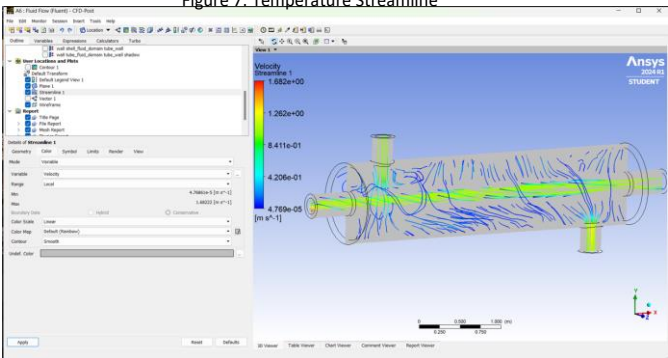 Figure 7. Temperature Streamline
A6 : Fluid Flow (Fluent) - CFD-Post
File Edit Monitor Session Insert Tools Help
Location
Outline Variables Expressions Calculators Turbo
wall shell_fluid_domain tube_wall
wall tube_fluid_domain tube_wall shadow
User Locations and Plots
Contour 1
Default Transform
Default Legend View 1
Plane 1
Streamline 1
Vector 1
Wireframe
Report
Title Page
File Report
Mesh Report
Details of Streamline 1
Geometry Color Symbol Limits Render View
Mode Variable
Variable Velocity
Range Local
Min
Max
Boundary Data Hybrid Conservative
Color Scale Linear
Color Map Default (Rainbow)
Contour Smooth
Undef. Color
Apply Reset Defaults
View 1
Velocity
Streamline 1
1.682e+00
1.262e+00
8.411e-01
4.206e-01
4.769e-05
[m s^-1]
Ansys
2024 R1
STUDENT
Y
X
Z
0 0.500 1.000 (m)
0.250 0.750
3D Viewer Table Viewer Chart Viewer Comment Viewer Report Viewer